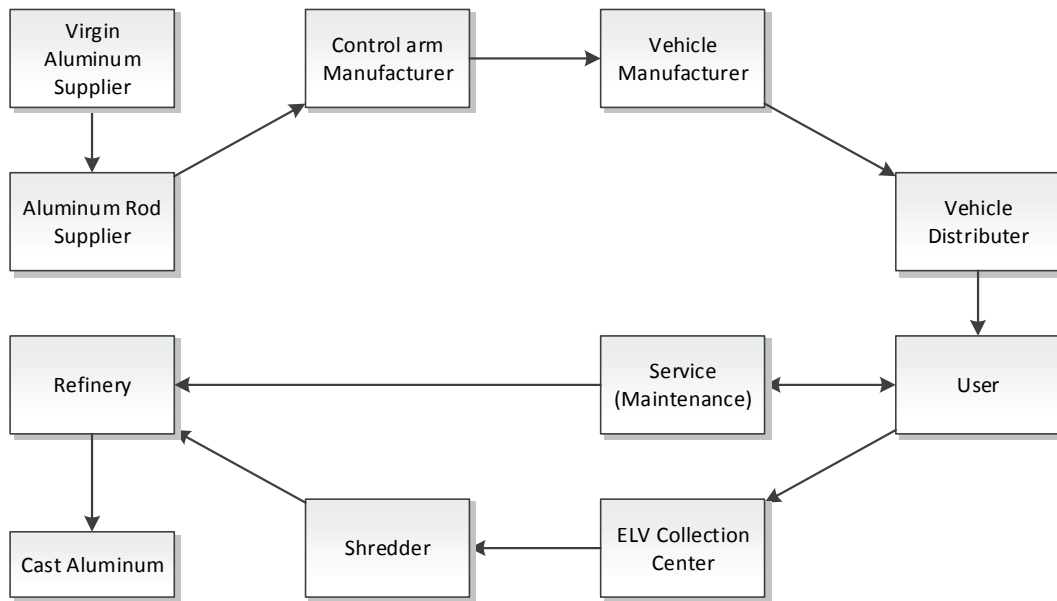 Virgin
Aluminum
Supplier
Control arm
Manufacturer
Vehicle
Manufacturer
Aluminum Rod
Supplier
Vehicle
Distributer
Refinery
Service
(Maintenance)
User
Cast Aluminum
Shredder
ELV Collection
Center